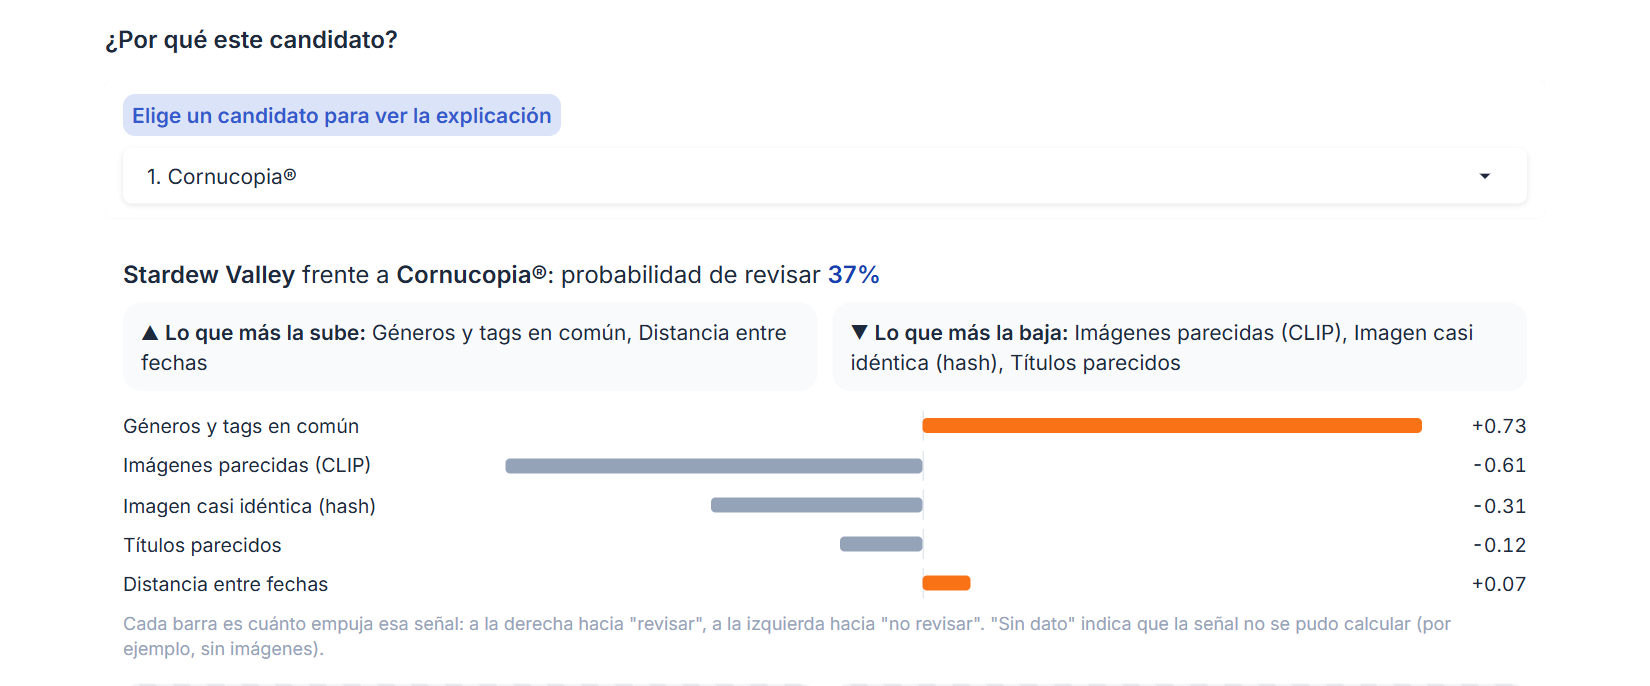 ¿Por qué este candidato?
Elige un candidato para ver la explicación
1. Cornucopia®
Stardew Valley frente a Cornucopia®: probabilidad de revisar 37%
▲ Lo que más la sube: Géneros y tags en común, Distancia entre
fechas
▼ Lo que más la baja: Imágenes parecidas (CLIP), Imagen casi
idéntica (hash), Títulos parecidos
Géneros y tags en común +0.73
Imágenes parecidas (CLIP) -0.61
Imagen casi idéntica (hash) -0.31
Títulos parecidos -0.12
Distancia entre fechas +0.07
Cada barra es cuánto empuja esa señal: a la derecha hacia "revisar", a la izquierda hacia "no revisar". "Sin dato" indica que la señal no se pudo calcular (por
ejemplo, sin imágenes).